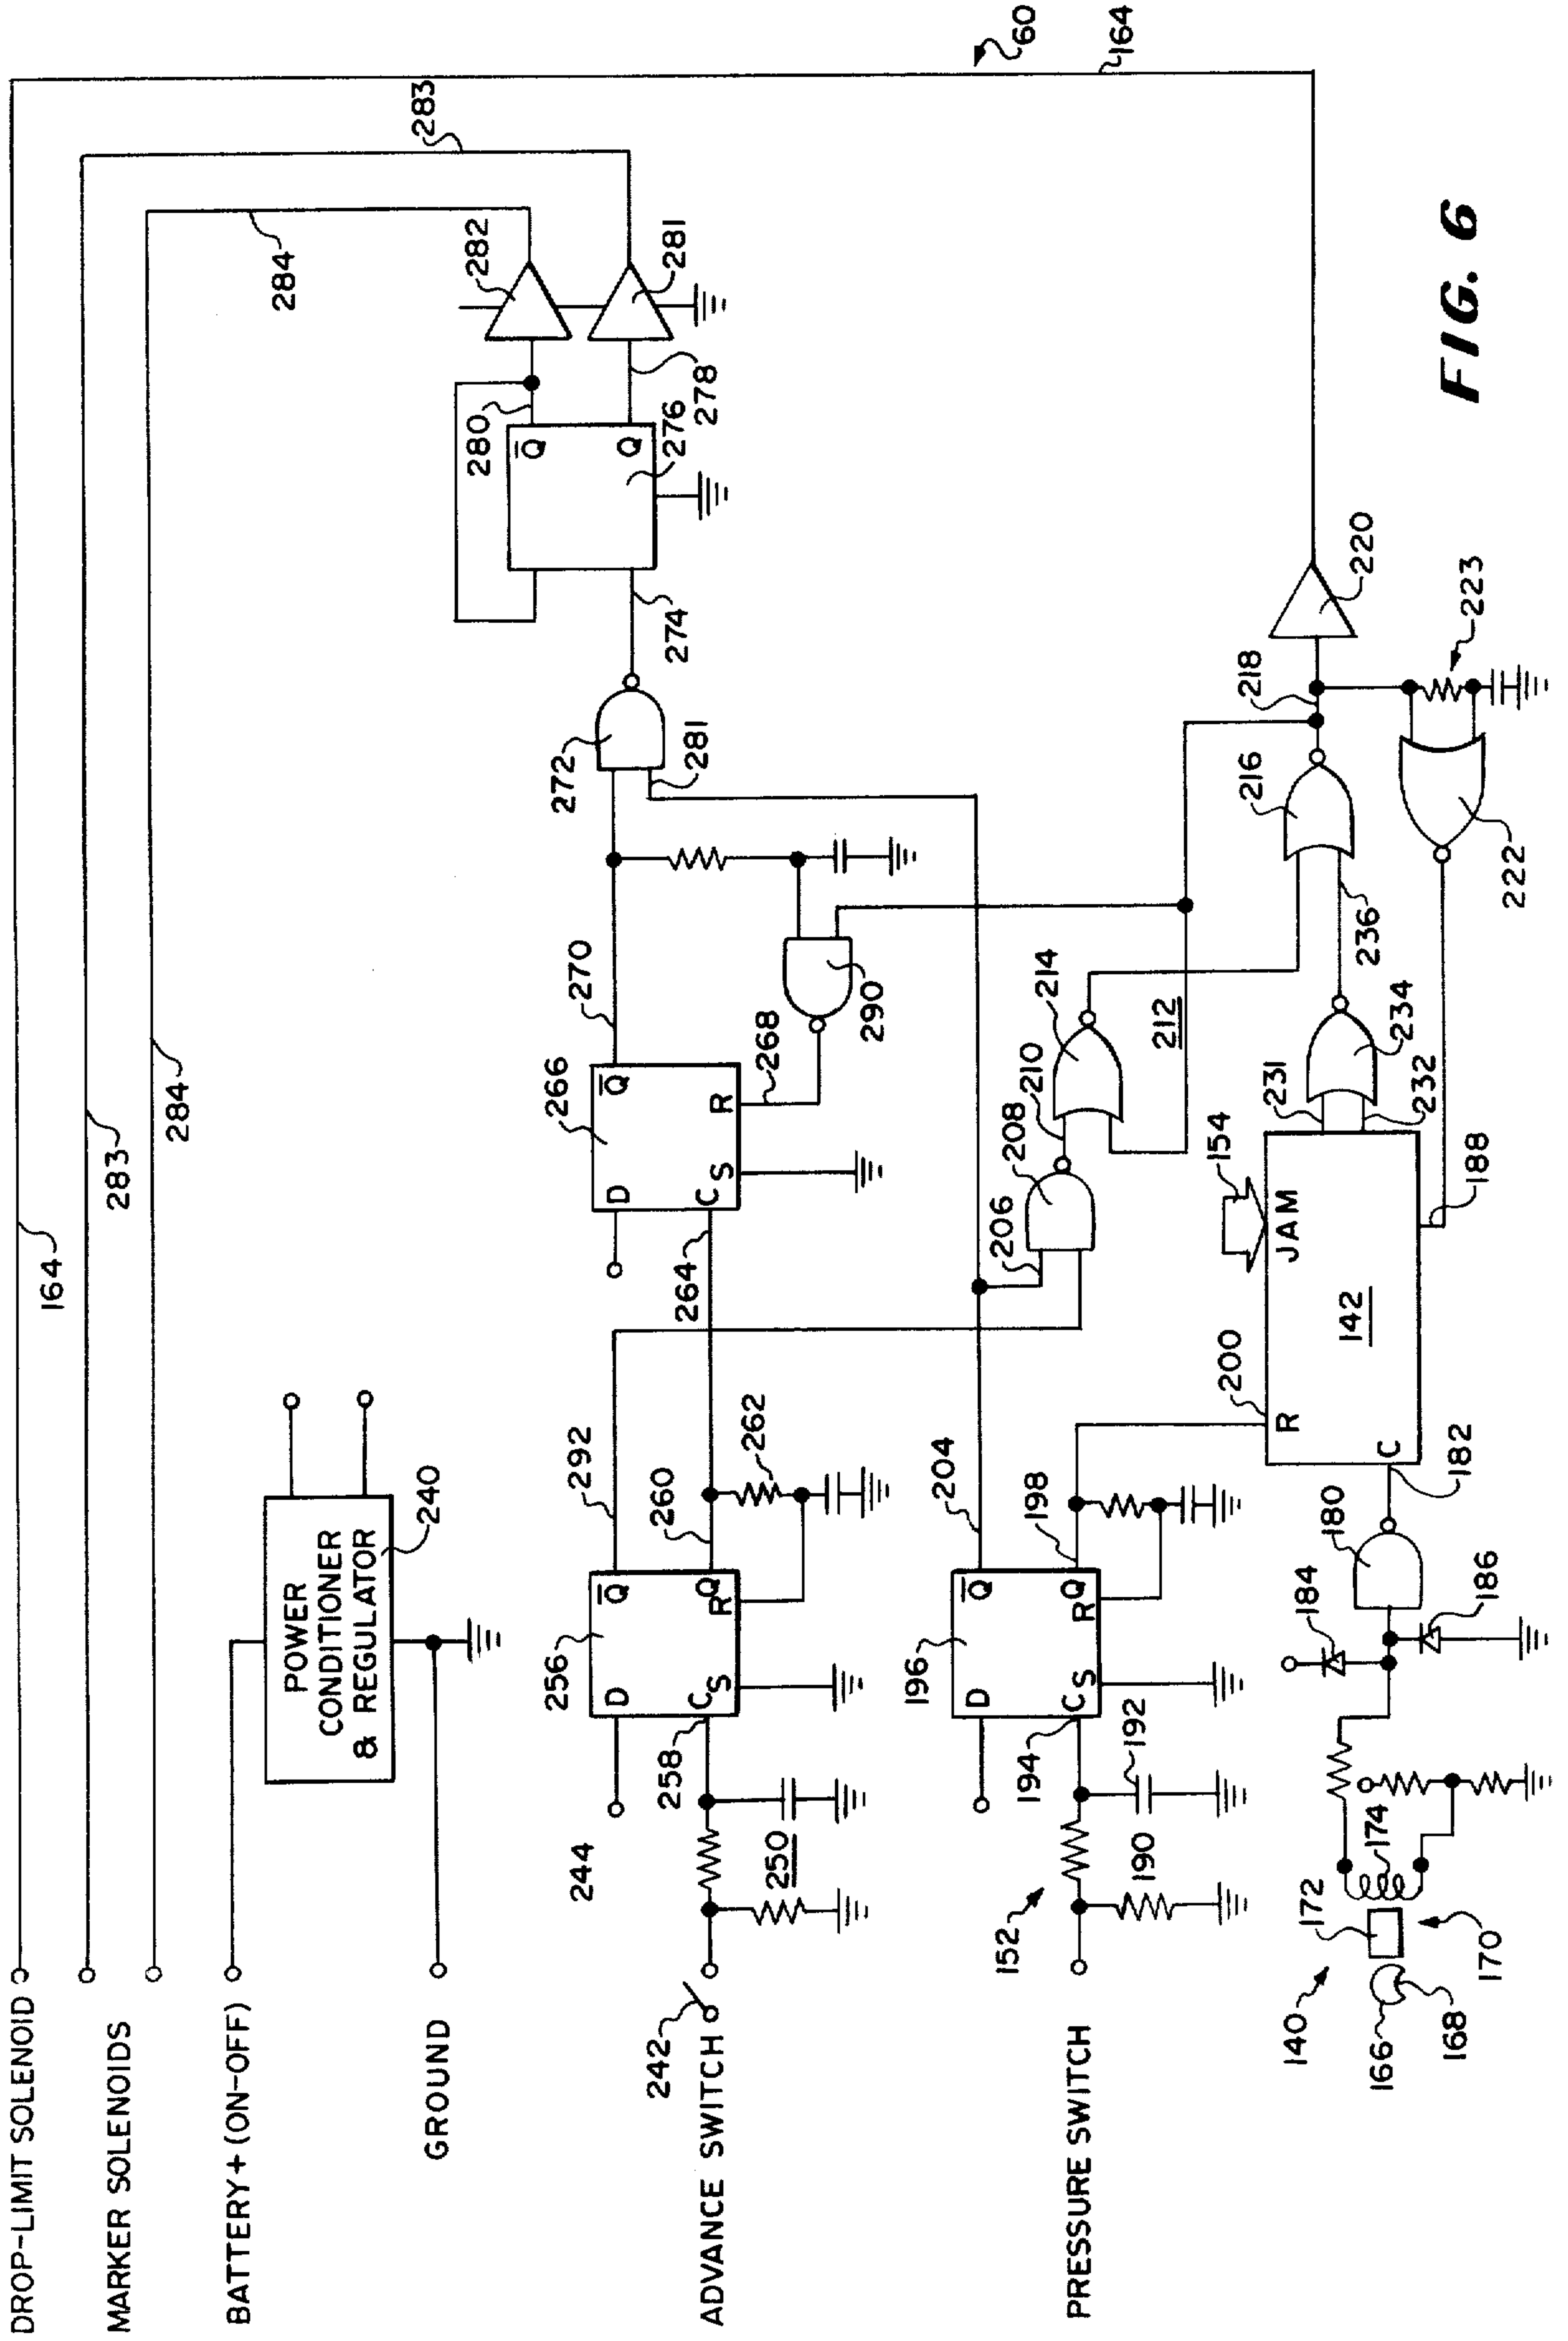 DROP-LIMIT SOLENOID
164
283
284
MARKER SOLENOIDS
283
284
164
60
BATTERY+ (ON-OFF)
GROUND
POWER
CONDITIONER
& REGULATOR
240
280
282
281
276
278
274
Q
Q
242
ADVANCE SWITCH
244
250
258
256
D
C
S
R
Q
Q
292
260
262
264
266
D
C
S
R
Q
268
270
290
272
281
PRESSURE SWITCH
152
190
192
194
196
D
C
S
R
Q
Q
204
198
206
208
210
214
212
216
218
220
223
222
140
166
168
170
172
174
184
186
180
182
200
R
C
142
JAM
154
231
232
234
236
188
FIG. 6